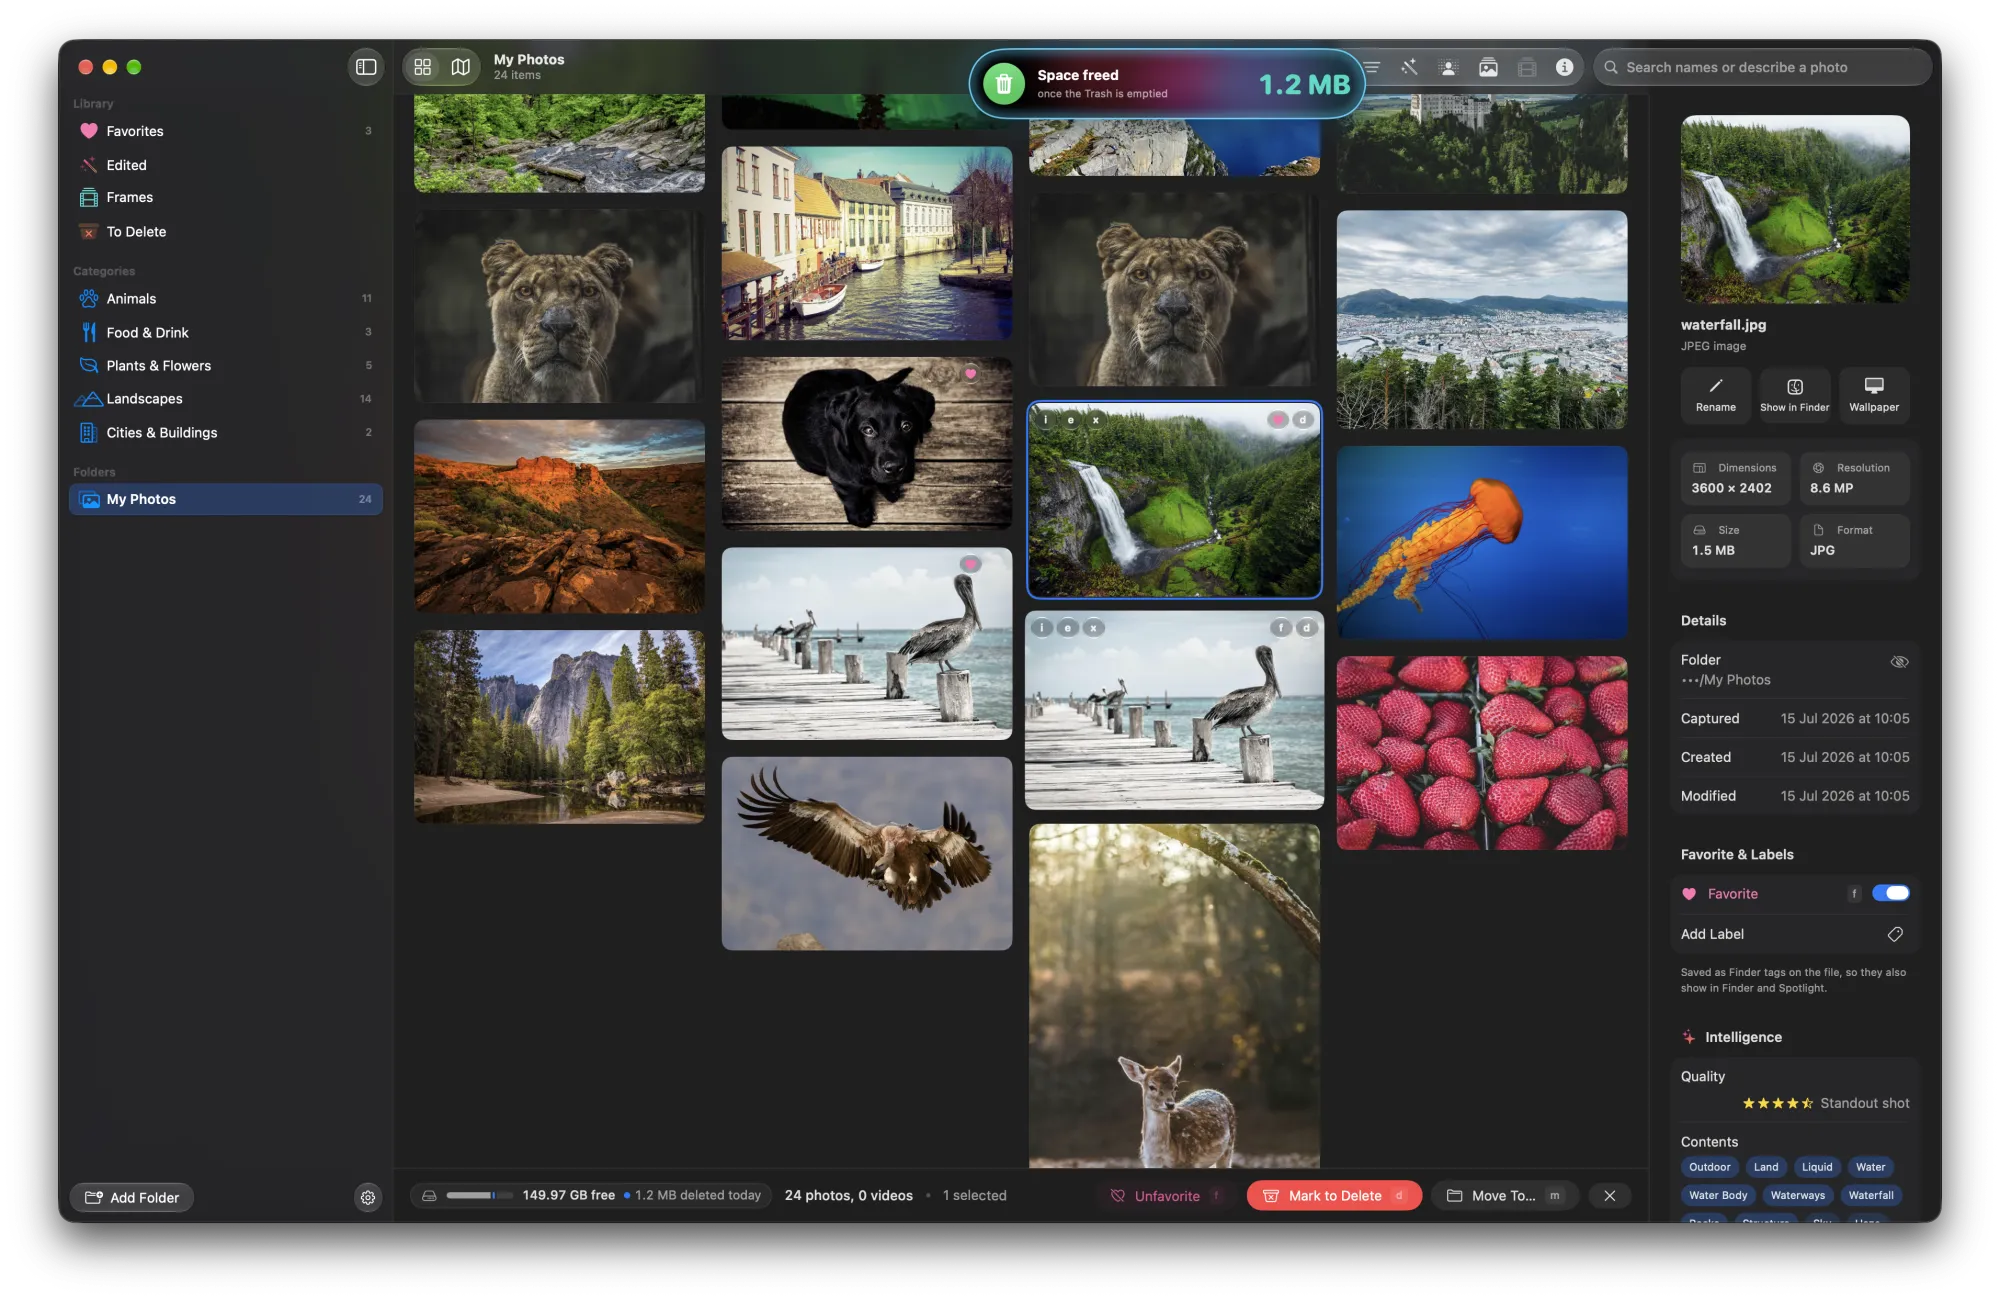 My Photos
24 items
Space freed
once the Trash is emptied
1.2 MB
Search names or describe a photo
Library
Favorites 3
Edited
Frames
To Delete
Categories
Animals 11
Food & Drink 3
Plants & Flowers 5
Landscapes 14
Cities & Buildings 2
Folders
My Photos 24
Add Folder
i e x d
i e x f d
149.97 GB free
1.2 MB deleted today
24 photos, 0 videos • 1 selected
Unfavorite f
Mark to Delete d
Move To... m
waterfall.jpg
JPEG image
Rename
Show in Finder
Wallpaper
Dimensions
3600 × 2402
Resolution
8.6 MP
Size
1.5 MB
Format
JPG
Details
Folder
•••/My Photos
Captured 15 Jul 2026 at 10:05
Created 15 Jul 2026 at 10:05
Modified 15 Jul 2026 at 10:05
Favorite & Labels
Favorite f
Add Label
Saved as Finder tags on the file, so they also
show in Finder and Spotlight.
Intelligence
Quality
Standout shot
Contents
Outdoor Land Liquid Water
Water Body Waterways Waterfall